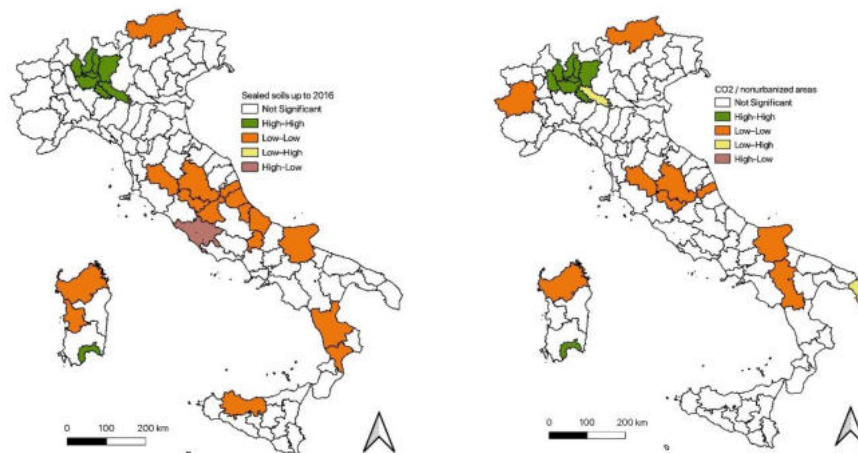 Sealed soils up to 2016
Not Significant
High-High
Low-Low
Low-High
High-Low
0 100 200 km
CO2 / nonurbanized areas
Not Significant
High-High
Low-Low
Low-High
High-Low
0 100 200 km